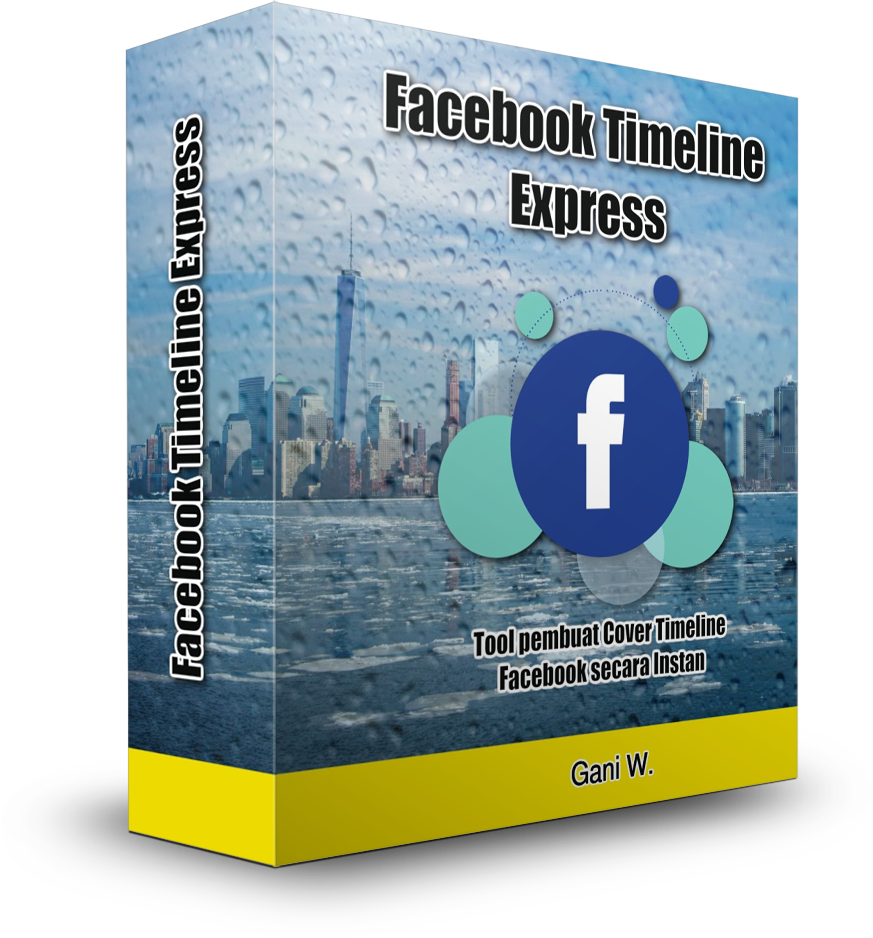 Facebook Timeline Express
Facebook Timeline
Express
f
Tool pembuat Cover Timeline
Facebook secara Instan
Gani W.